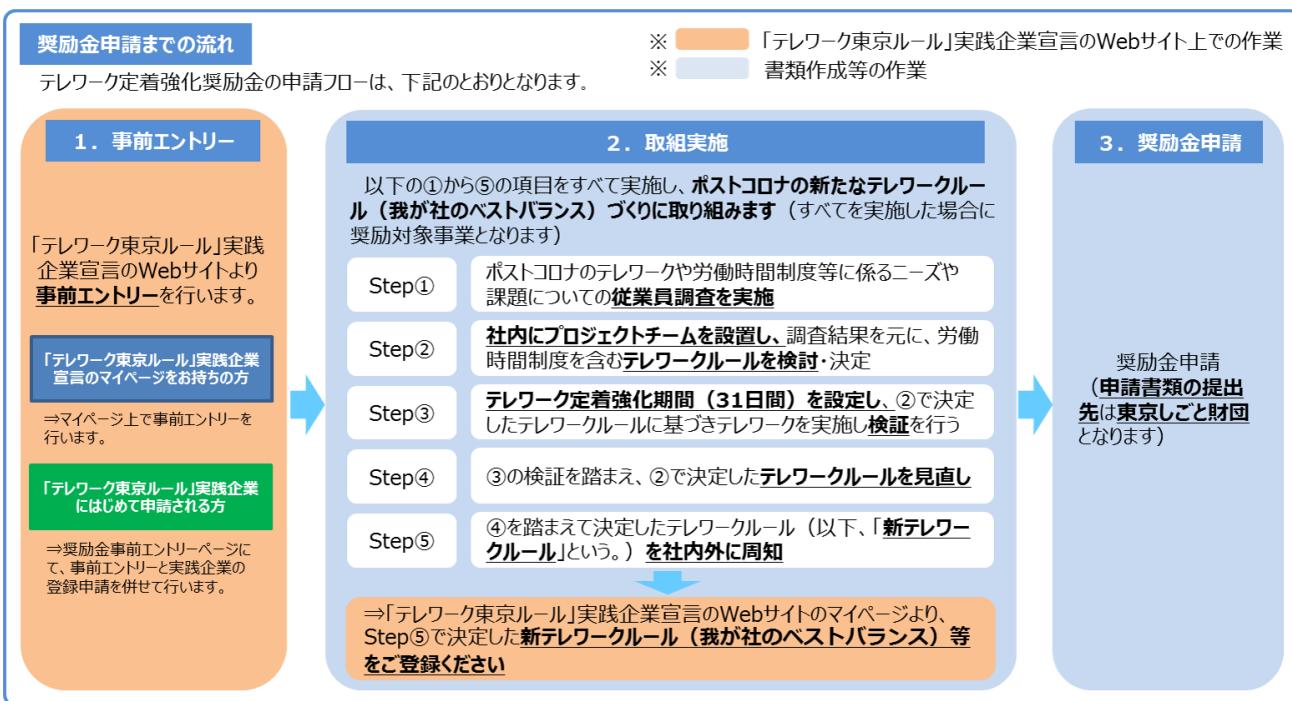 奨励金申請までの流れ
※ 「テレワーク東京ルール」実践企業宣言のWebサイト上での作業
※ 書類作成等の作業
テレワーク定着強化奨励金の申請フローは、下記のとおりとなります。
1．事前エントリー
「テレワーク東京ルール」実践
企業宣言のWebサイトより
事前エントリーを行います。
「テレワーク東京ルール」実践企業
宣言のマイページをお持ちの方
⇒マイページ上で事前エントリーを
行います。
「テレワーク東京ルール」実践企業
にはじめて申請される方
⇒奨励金事前エントリーページに
て、事前エントリーと実践企業の
登録申請を併せて行います。
2．取組実施
以下の①から⑤の項目をすべて実施し、ポストコロナの新たなテレワークルー
ル（我が社のベストバランス）づくりに取り組みます（すべてを実施した場合に
奨励対象事業となります）
Step①
ポストコロナのテレワークや労働時間制度等に係るニーズや
課題についての従業員調査を実施
Step②
社内にプロジェクトチームを設置し、調査結果を元に、労働
時間制度を含むテレワークルールを検討・決定
Step③
テレワーク定着強化期間（31日間）を設定し、②で決定
したテレワークルールに基づきテレワークを実施し検証を行う
Step④
③の検証を踏まえ、②で決定したテレワークルールを見直し
Step⑤
④を踏まえて決定したテレワークルール（以下、「新テレワー
クルール」という。）を社内外に周知
⇒「テレワーク東京ルール」実践企業宣言のWebサイトのマイページより、
Step⑤で決定した新テレワークルール（我が社のベストバランス）等
をご登録ください
3．奨励金申請
奨励金申請
（申請書類の提出
先は東京しごと財団
となります）